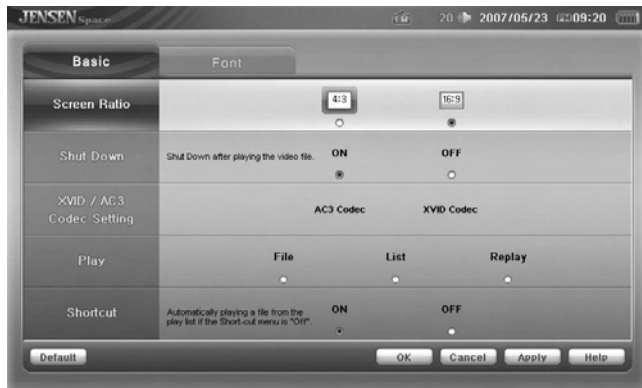 JENSEN Space 20 2007/05/23 09:20
Basic Font
Screen Ratio 4:3 16:9
Shut Down Shut Down after playing the video file. ON OFF
XVID / AC3
Codec Setting AC3 Codec XVID Codec
Play File List Replay
Shortcut Automatically playing a file from the
play list if the Short-cut menu is "Off". ON OFF
Default OK Cancel Apply Help